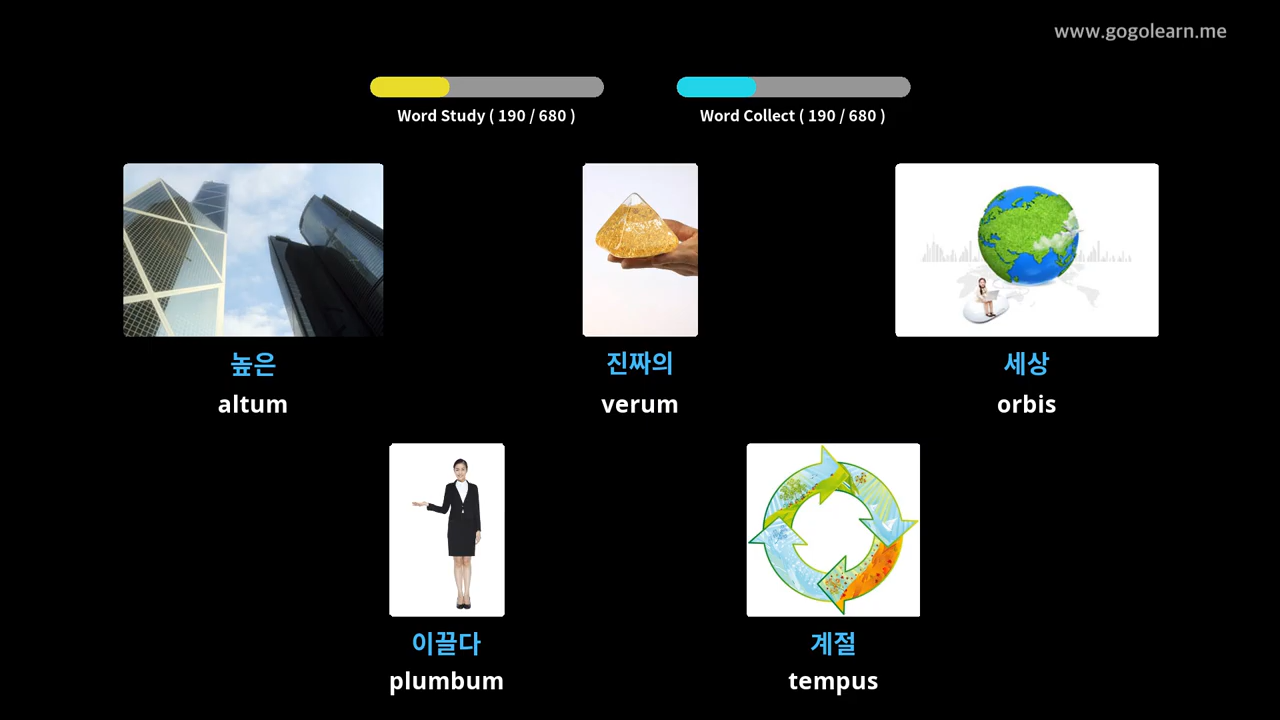 www.gogolearn.me
Word Study ( 190 / 680 )
Word Collect ( 190 / 680 )
높은
altum
진짜의
verum
세상
orbis
이끌다
plumbum
계절
tempus